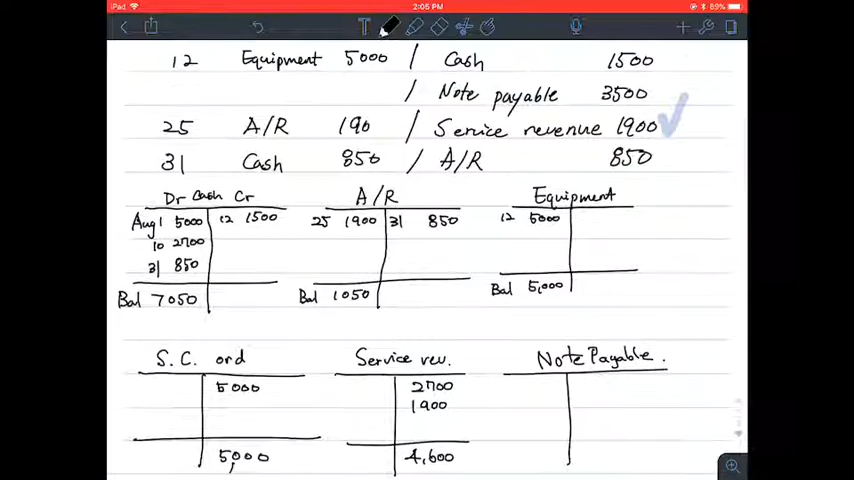 iPad
2:05 PM
89%
T
12 Equipment 5000 / Cash 1500
/ Note payable 3500
25 A/R 190 / Service revenue 1900
31 Cash 850 / A/R 850
Dr Cash Cr
Aug 1 5000 12 1500
10 2700
31 850
Bal 7050
A/R
25 1900 31 850
Bal 1050
Equipment
12 5000
Bal 5,000
S.C. ord
5000
5,000
Service rev.
2700
1900
4,600
Note Payable.